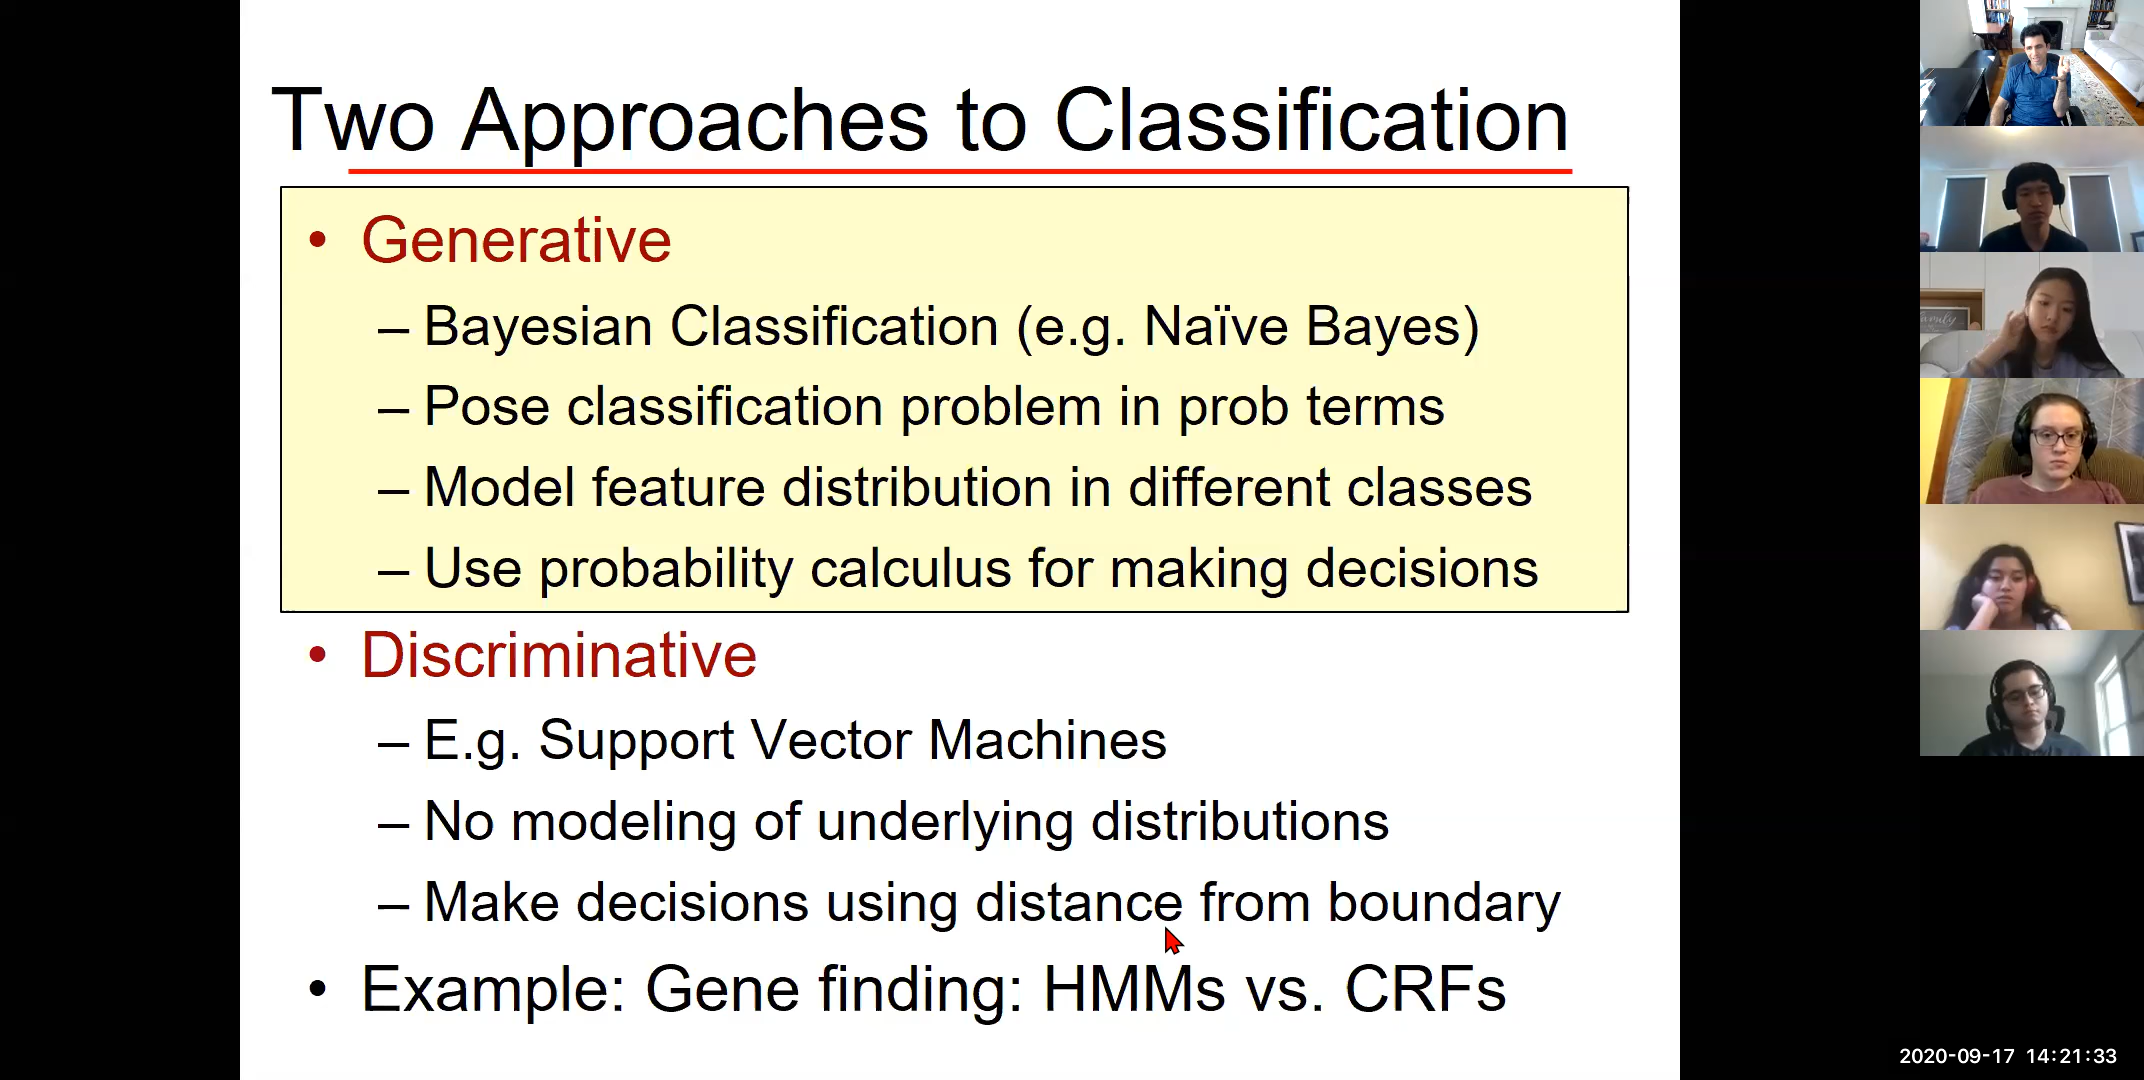 Two Approaches to Classification
• Generative
– Bayesian Classification (e.g. Naïve Bayes)
– Pose classification problem in prob terms
– Model feature distribution in different classes
– Use probability calculus for making decisions
• Discriminative
– E.g. Support Vector Machines
– No modeling of underlying distributions
– Make decisions using distance from boundary
• Example: Gene finding: HMMs vs. CRFs
family
2020-09-17 14:21:33